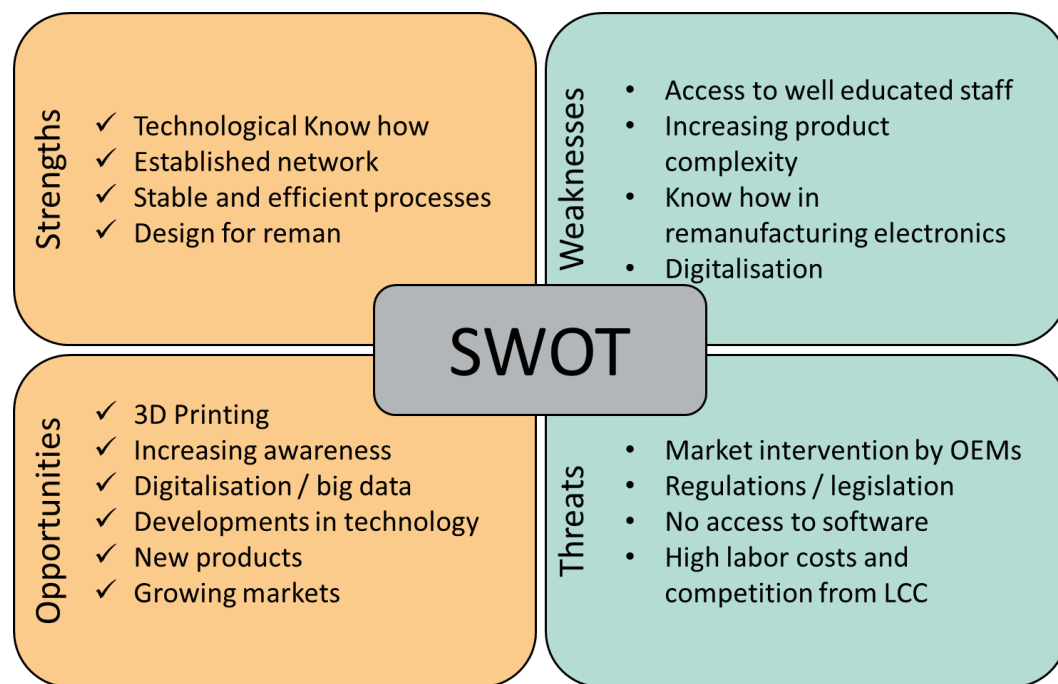 Strengths
✓ Technological Know how
✓ Established network
✓ Stable and efficient processes
✓ Design for reman
Weaknesses
• Access to well educated staff
• Increasing product
complexity
• Know how in
remanufacturing electronics
• Digitalisation
SWOT
Opportunities
✓ 3D Printing
✓ Increasing awareness
✓ Digitalisation / big data
✓ Developments in technology
✓ New products
✓ Growing markets
Threats
• Market intervention by OEMs
• Regulations / legislation
• No access to software
• High labor costs and
competition from LCC